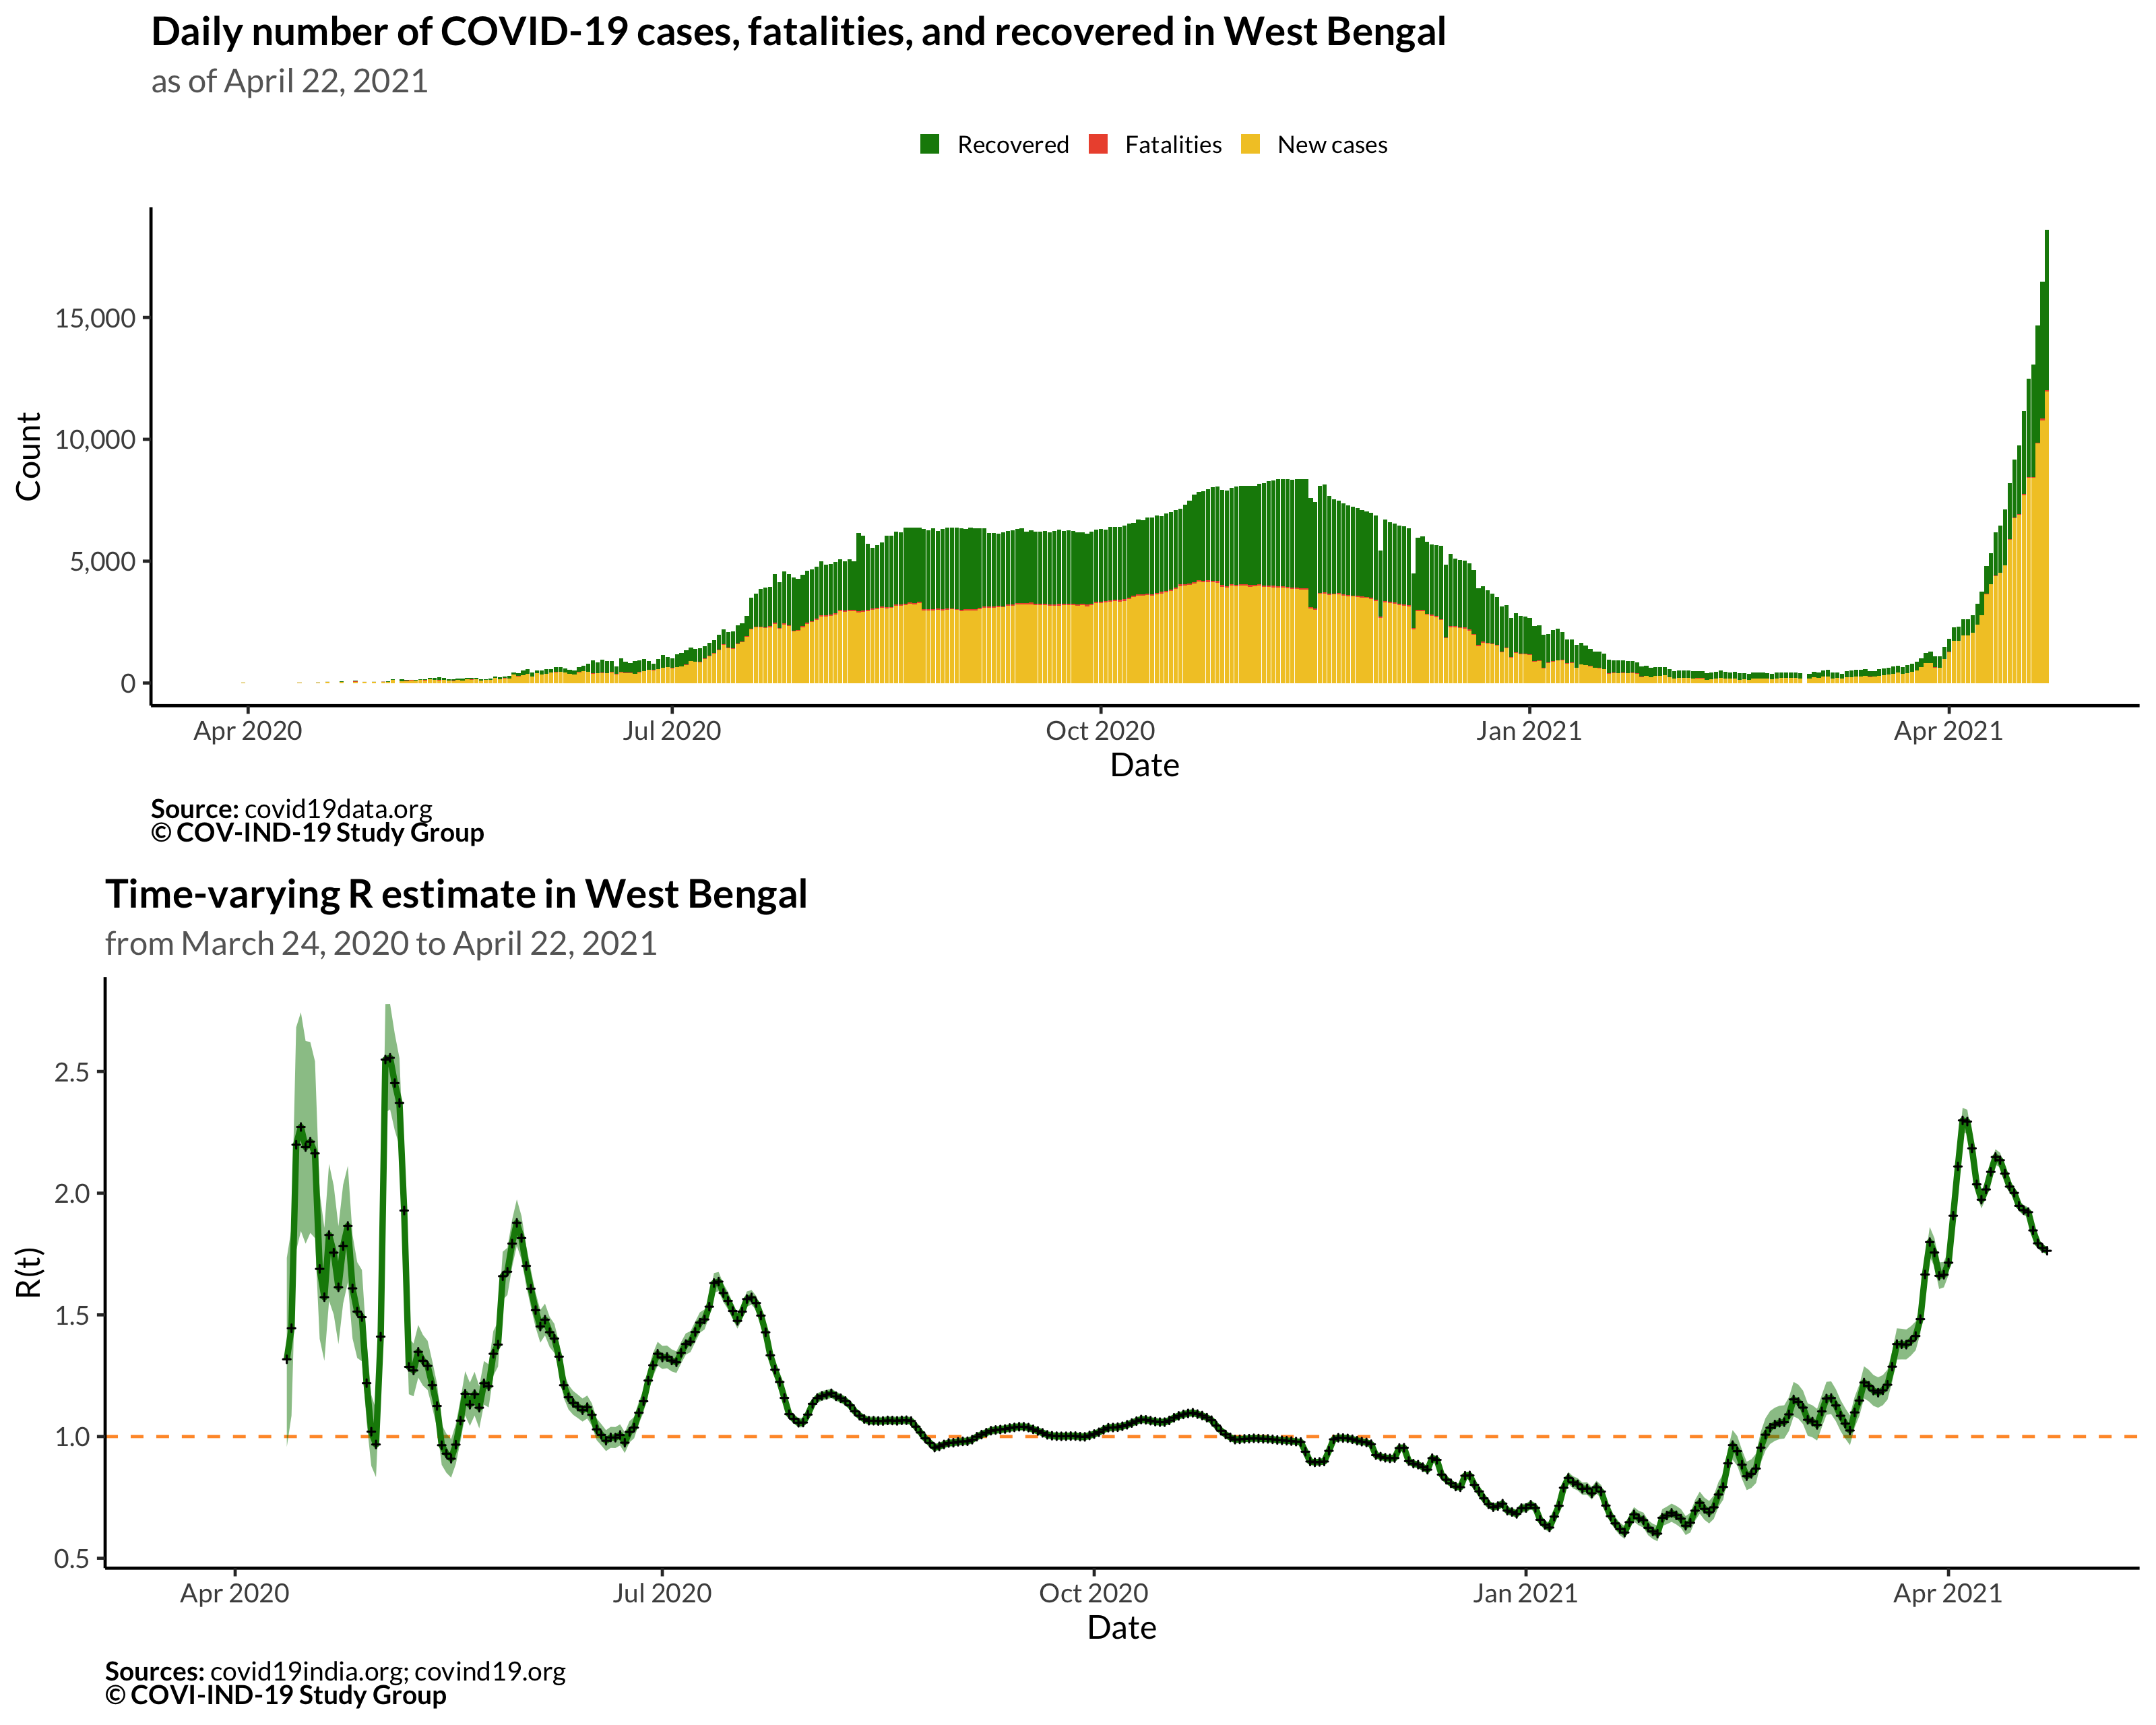 Daily number of COVID-19 cases, fatalities, and recovered in West Bengal
as of April 22, 2021
Recovered Fatalities New cases
Count
15,000
10,000
5,000
0
Apr 2020 Jul 2020 Oct 2020 Jan 2021 Apr 2021
Date
Source: covid19data.org
© COV-IND-19 Study Group
Time-varying R estimate in West Bengal
from March 24, 2020 to April 22, 2021
R(t)
2.5
2.0
1.5
1.0
0.5
Apr 2020 Jul 2020 Oct 2020 Jan 2021 Apr 2021
Date
Sources: covid19india.org; covind19.org
© COVI-IND-19 Study Group